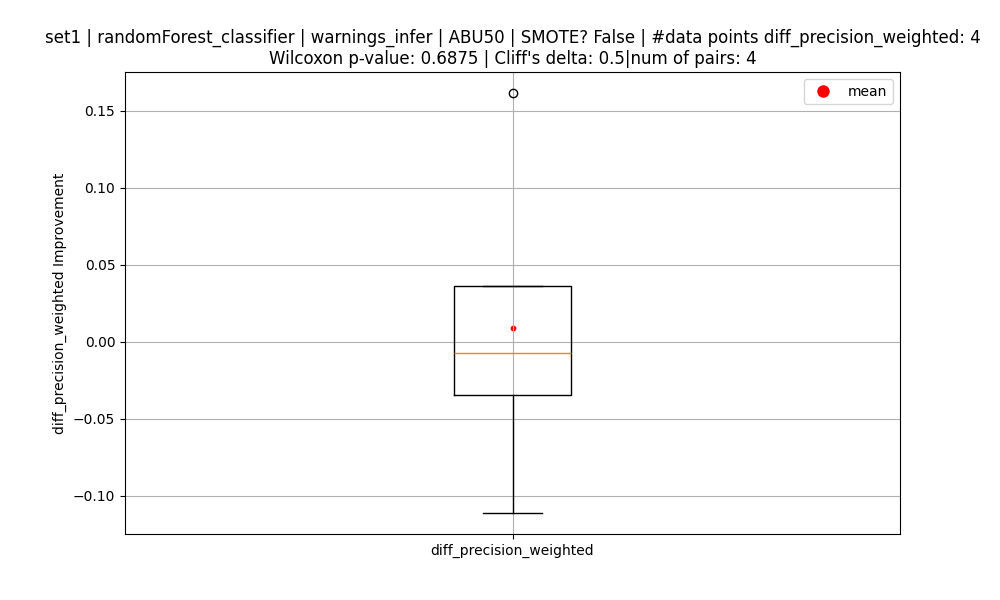 set1 | randomForest_classifier | warnings_infer | ABU50 | SMOTE? False | #data points diff_precision_weighted: 4
Wilcoxon p-value: 0.6875 | Cliff's delta: 0.5|num of pairs: 4
mean
0.15
0.10
0.05
0.00
−0.05
−0.10
diff_precision_weighted Improvement
diff_precision_weighted